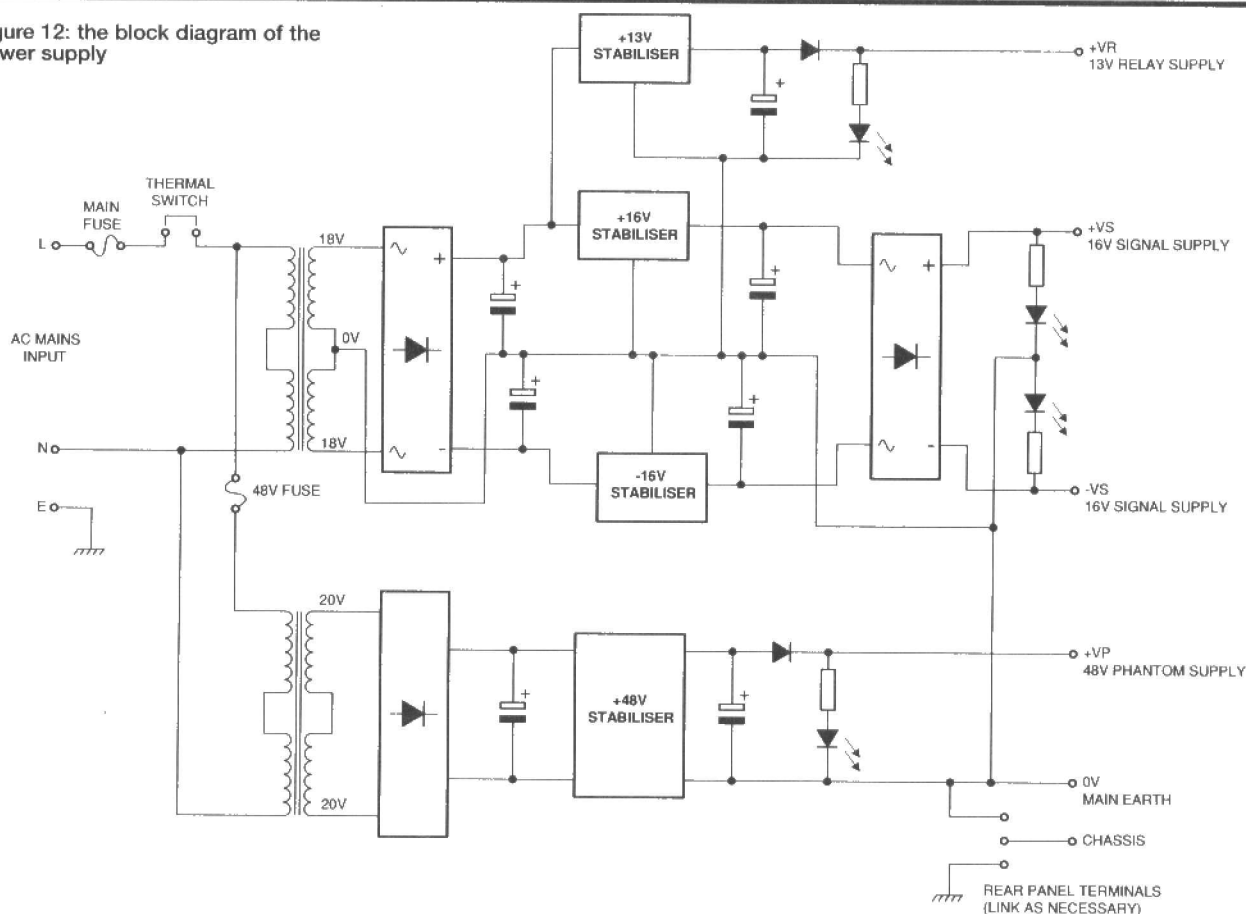 gure 12: the block diagram of the
wer supply
+13V
STABILISER
+
+VR
13V RELAY SUPPLY
THERMAL
SWITCH
MAIN
FUSE
L
18V
+
+
+16V
STABILISER
+
+VS
16V SIGNAL SUPPLY
+
AC MAINS
INPUT
0V
+
+
N
18V
-
-16V
STABILISER
-
-VS
16V SIGNAL SUPPLY
48V FUSE
E
20V
+
+48V
STABILISER
+
+VP
48V PHANTOM SUPPLY
20V
0V
MAIN EARTH
CHASSIS
REAR PANEL TERMINALS
(LINK AS NECESSARY)